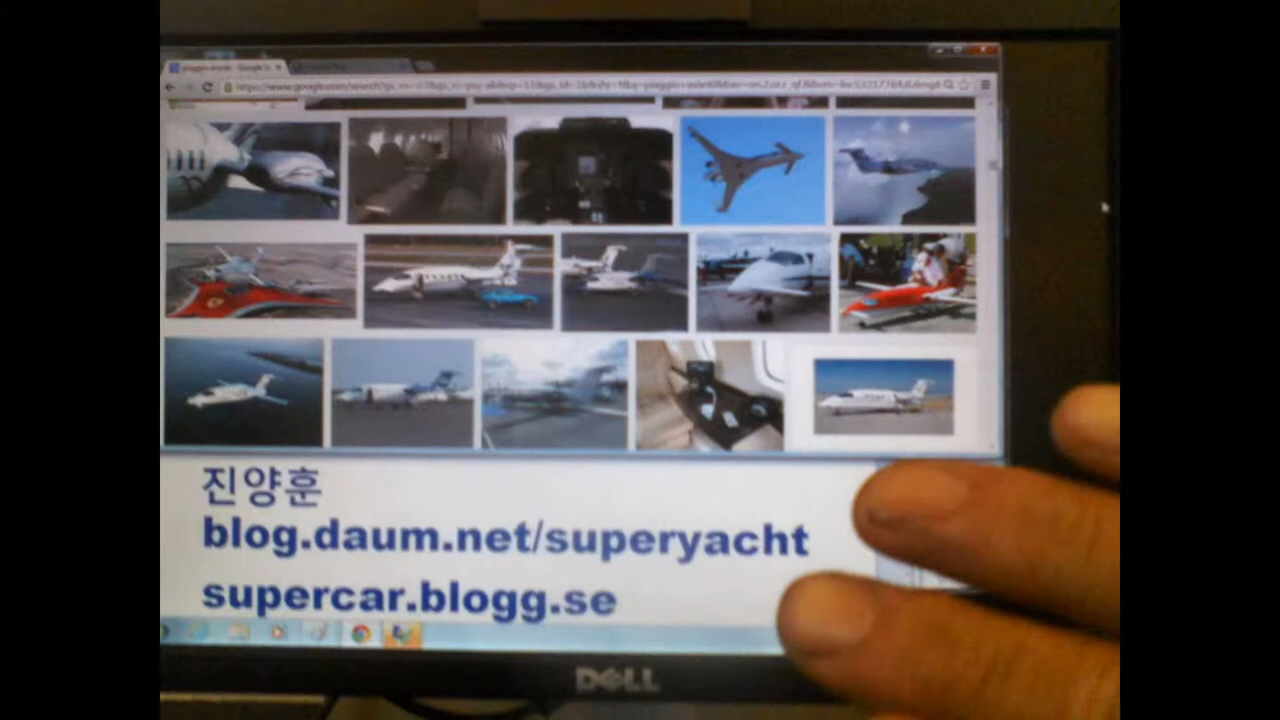 진양훈
blog.daum.net/superyacht
supercar.blogg.se
DELL